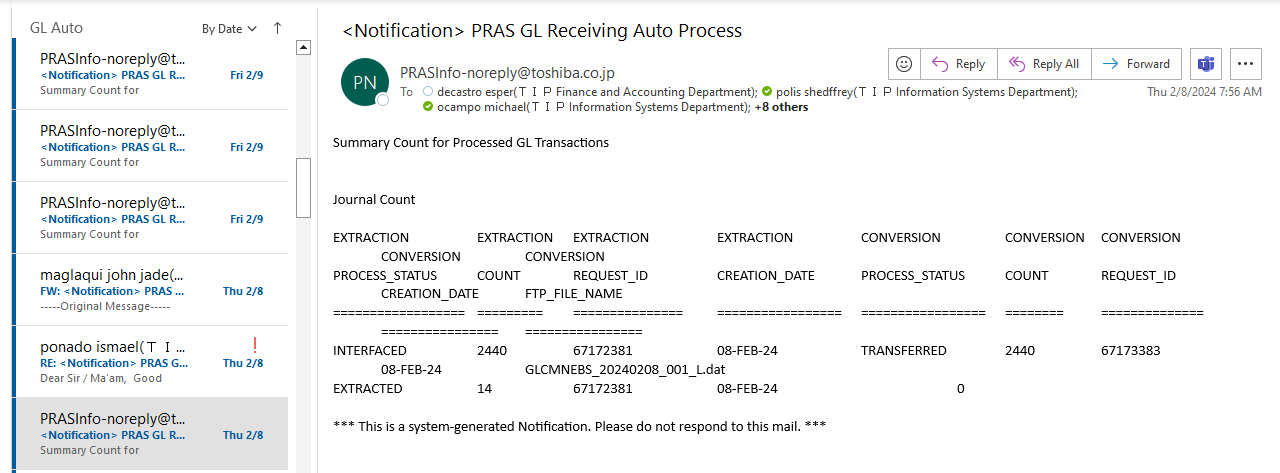 GL Auto
By Date
PRASInfo-noreply@t...
<Notification> PRAS GL R...
Fri 2/9
Summary Count for
PRASInfo-noreply@t...
<Notification> PRAS GL R...
Fri 2/9
Summary Count for
PRASInfo-noreply@t...
<Notification> PRAS GL R...
Fri 2/9
Summary Count for
maglaqui john jade(...
FW: <Notification> PRAS ...
Thu 2/8
-----Original Message-----
ponado ismael(ＴＩ...
!
RE: <Notification> PRAS G...
Thu 2/8
Dear Sir / Ma'am,  Good
PRASInfo-noreply@t...
<Notification> PRAS GL R...
Thu 2/8
Summary Count for
<Notification> PRAS GL Receiving Auto Process
PN
PRASInfo-noreply@toshiba.co.jp
Reply
Reply All
Forward
...
To decastro esper(ＴＩＰ Finance and Accounting Department); polis shedffrey(ＴＩＰ Information Systems Department);
Thu 2/8/2024 7:56 AM
ocampo michael(ＴＩＰ Information Systems Department); +8 others
Summary Count for Processed GL Transactions
Journal Count
EXTRACTION EXTRACTION EXTRACTION EXTRACTION CONVERSION CONVERSION CONVERSION
CONVERSION CONVERSION
PROCESS_STATUS COUNT REQUEST_ID CREATION_DATE PROCESS_STATUS COUNT REQUEST_ID
CREATION_DATE FTP_FILE_NAME
================== ========= =============== ================= ================= ======== ==============
================ ================
INTERFACED 2440 67172381 08-FEB-24 TRANSFERRED 2440 67173383
08-FEB-24 GLCMNEBS_20240208_001_L.dat
EXTRACTED 14 67172381 08-FEB-24 0
*** This is a system-generated Notification. Please do not respond to this mail. ***